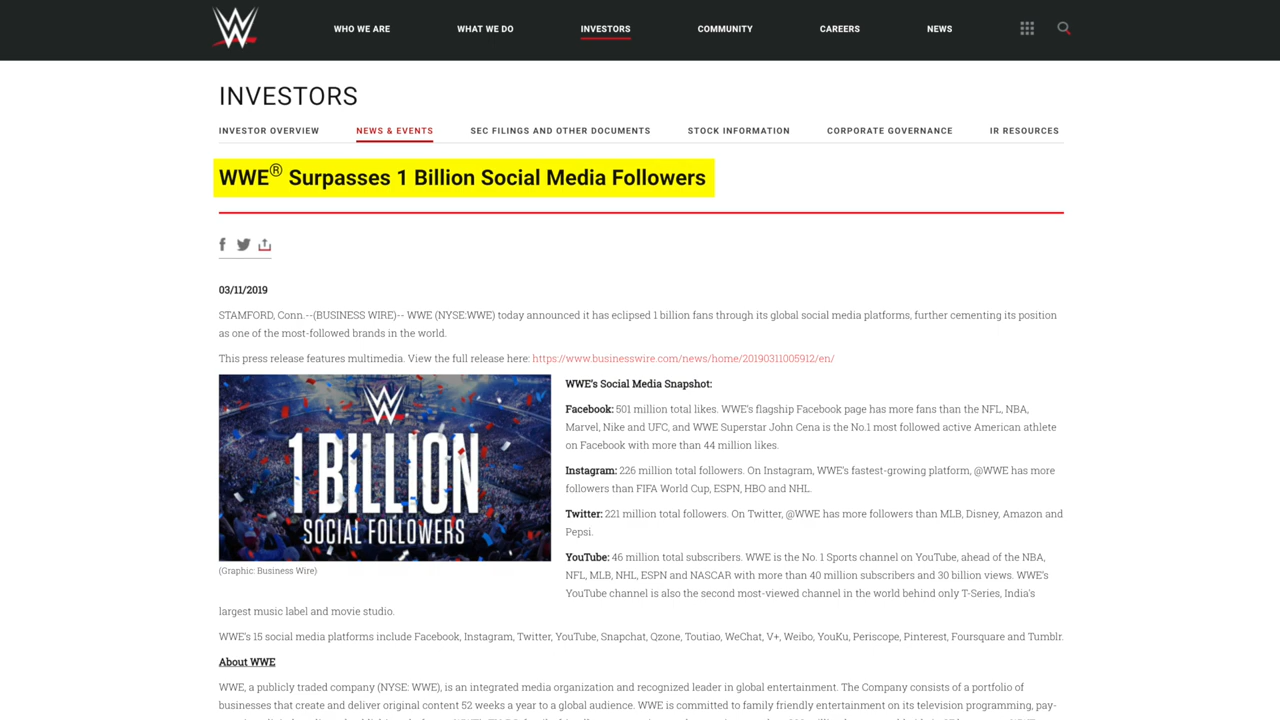 W
WHO WE ARE WHAT WE DO INVESTORS COMMUNITY CAREERS NEWS
INVESTORS
INVESTOR OVERVIEW NEWS & EVENTS SEC FILINGS AND OTHER DOCUMENTS STOCK INFORMATION CORPORATE GOVERNANCE IR RESOURCES
WWE® Surpasses 1 Billion Social Media Followers
03/11/2019
STAMFORD, Conn.--(BUSINESS WIRE)-- WWE (NYSE:WWE) today announced it has eclipsed 1 billion fans through its global social media platforms, further cementing its position
as one of the most-followed brands in the world.
This press release features multimedia. View the full release here: https://www.businesswire.com/news/home/20190311005912/en/
W
1 BILLION
SOCIAL FOLLOWERS
(Graphic: Business Wire)
WWE's Social Media Snapshot:
Facebook: 501 million total likes. WWE's flagship Facebook page has more fans than the NFL, NBA,
Marvel, Nike and UFC, and WWE Superstar John Cena is the No.1 most followed active American athlete
on Facebook with more than 44 million likes.
Instagram: 226 million total followers. On Instagram, WWE's fastest-growing platform, @WWE has more
followers than FIFA World Cup, ESPN, HBO and NHL.
Twitter: 221 million total followers. On Twitter, @WWE has more followers than MLB, Disney, Amazon and
Pepsi.
YouTube: 46 million total subscribers. WWE is the No. 1 Sports channel on YouTube, ahead of the NBA,
NFL, MLB, NHL, ESPN and NASCAR with more than 40 million subscribers and 30 billion views. WWE's
YouTube channel is also the second most-viewed channel in the world behind only T-Series, India's
largest music label and movie studio.
WWE's 15 social media platforms include Facebook, Instagram, Twitter, YouTube, Snapchat, Qzone, Toutiao, WeChat, V+, Weibo, YouKu, Periscope, Pinterest, Foursquare and Tumblr.
About WWE
WWE, a publicly traded company (NYSE: WWE), is an integrated media organization and recognized leader in global entertainment. The Company consists of a portfolio of
businesses that create and deliver original content 52 weeks a year to a global audience. WWE is committed to family friendly entertainment on its television programming, pay-